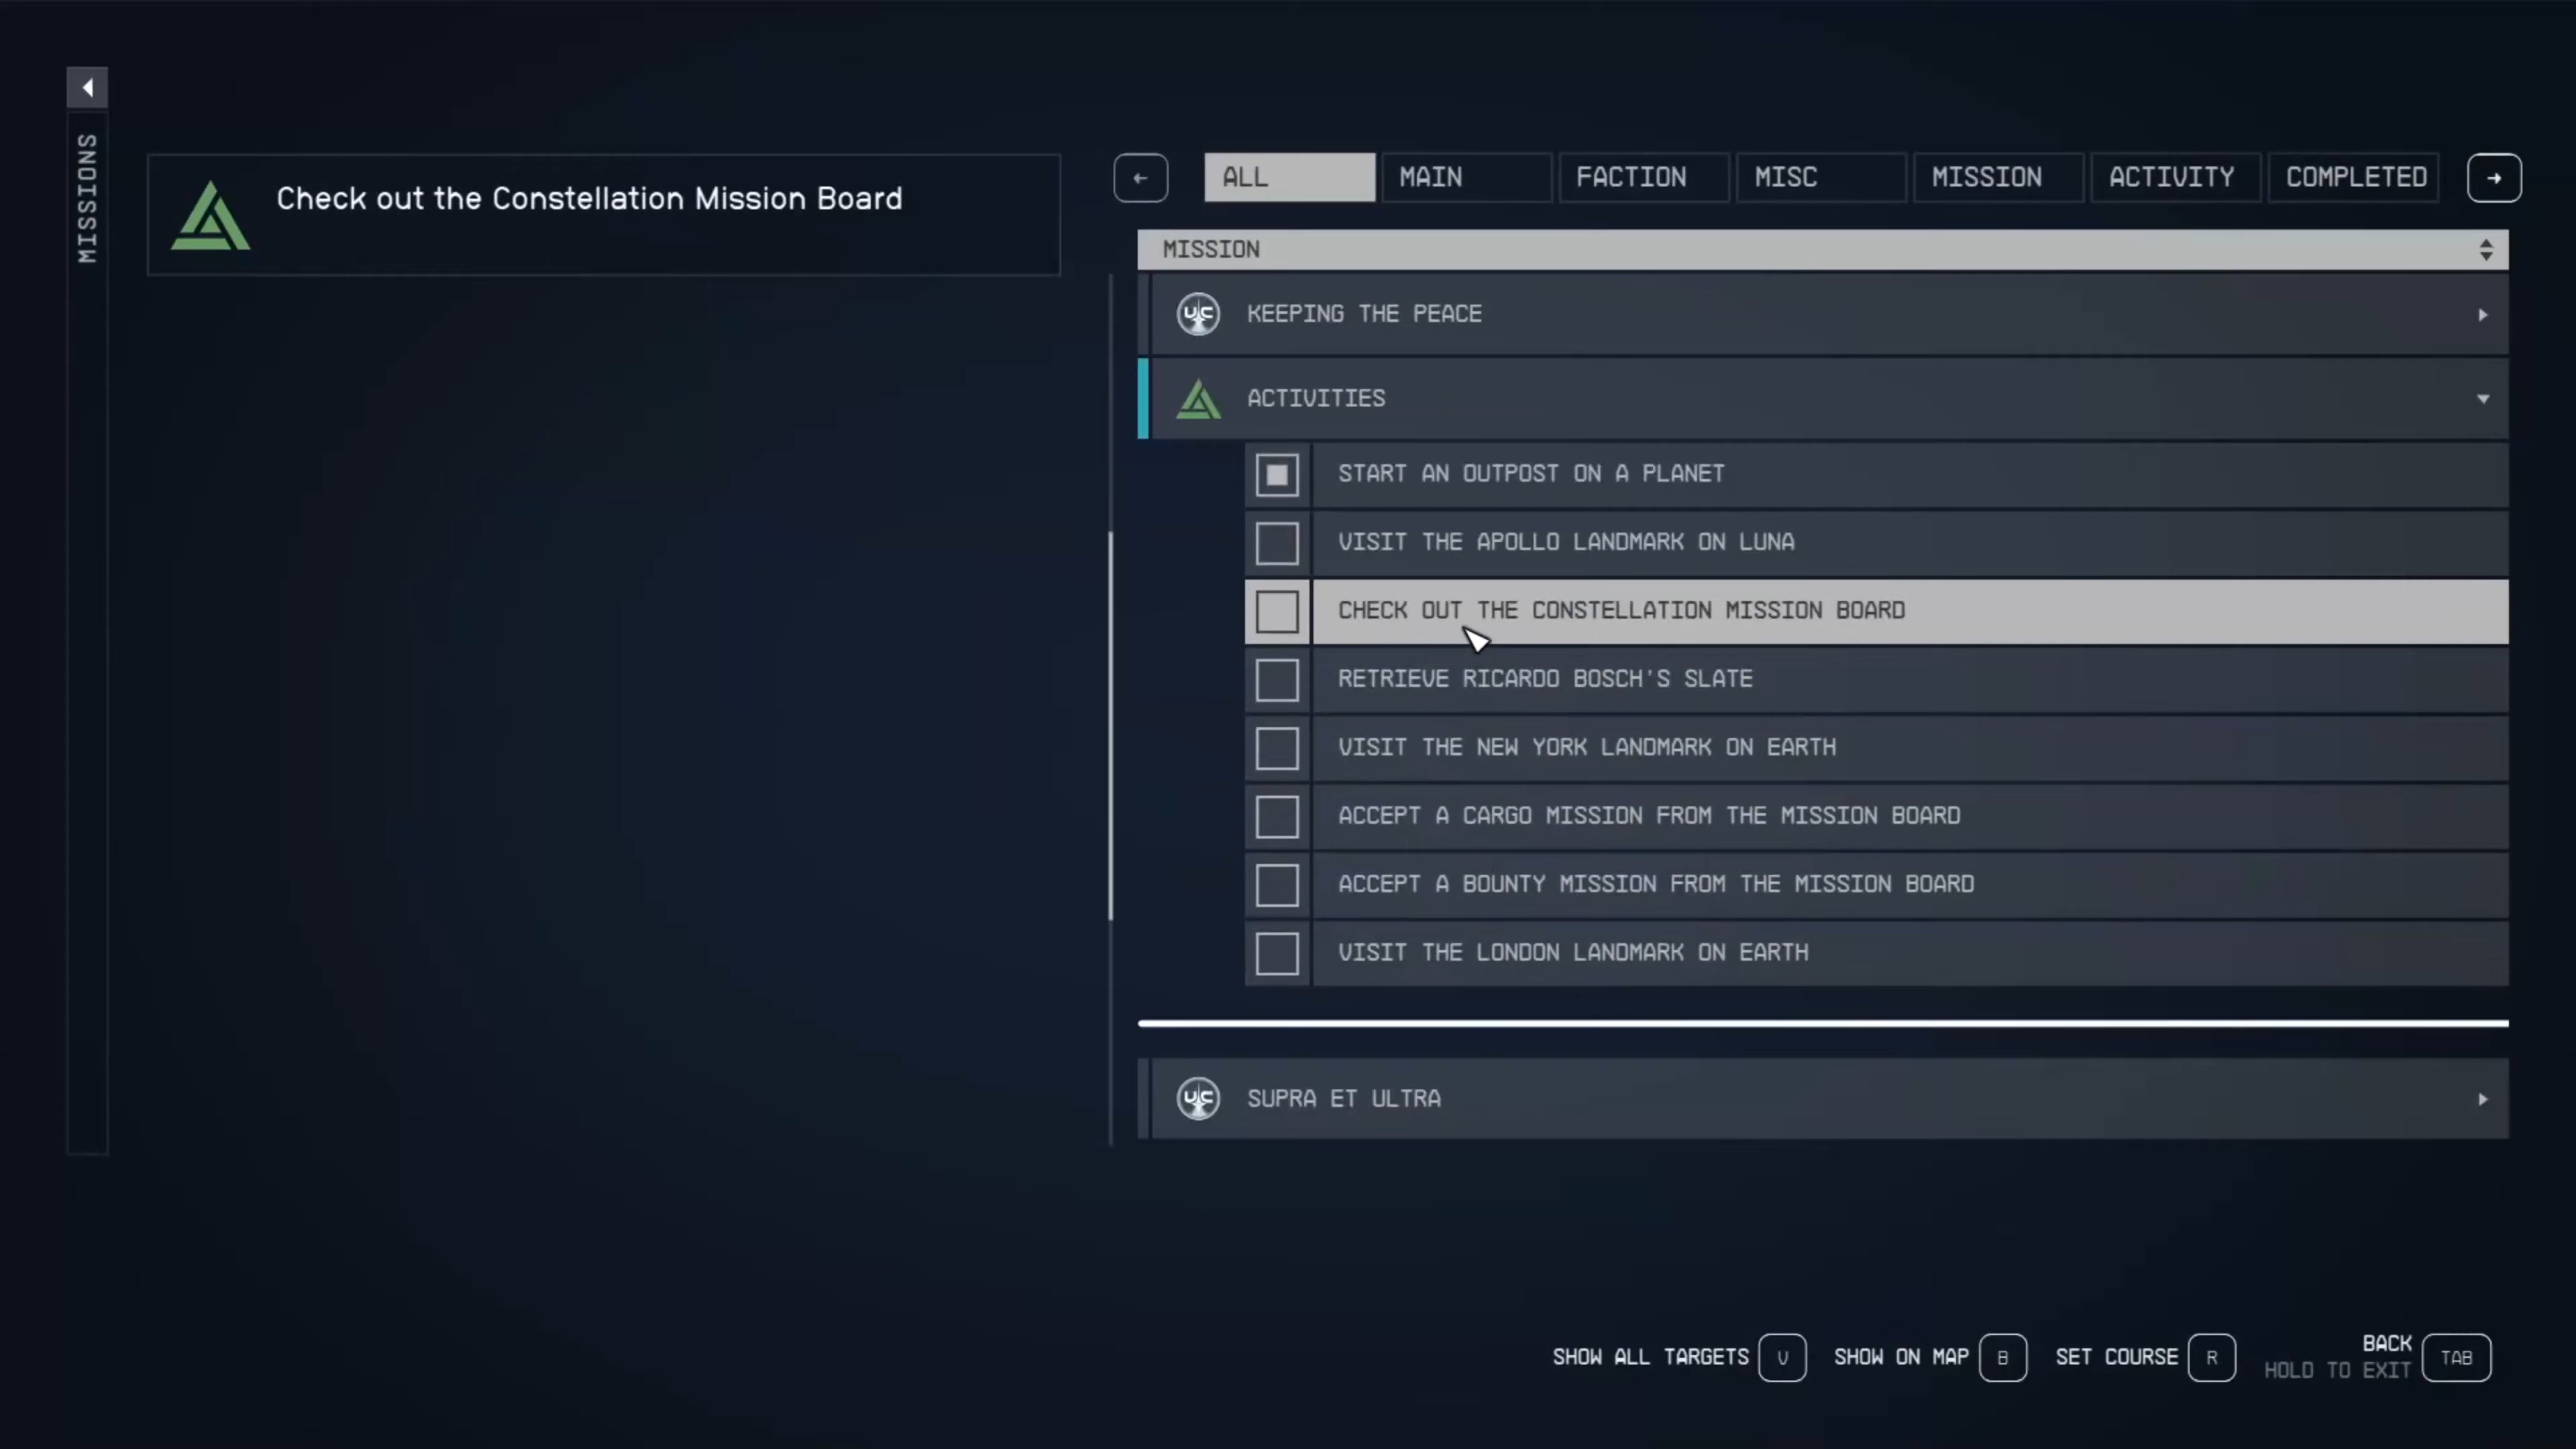 MISSIONS
Check out the Constellation Mission Board
ALL
MAIN
FACTION
MISC
MISSION
ACTIVITY
COMPLETED
MISSION
UC
KEEPING THE PEACE
ACTIVITIES
START AN OUTPOST ON A PLANET
VISIT THE APOLLO LANDMARK ON LUNA
CHECK OUT THE CONSTELLATION MISSION BOARD
RETRIEVE RICARDO BOSCH'S SLATE
VISIT THE NEW YORK LANDMARK ON EARTH
ACCEPT A CARGO MISSION FROM THE MISSION BOARD
ACCEPT A BOUNTY MISSION FROM THE MISSION BOARD
VISIT THE LONDON LANDMARK ON EARTH
UC
SUPRA ET ULTRA
SHOW ALL TARGETS
V
SHOW ON MAP
B
SET COURSE
R
BACK
HOLD TO EXIT
TAB